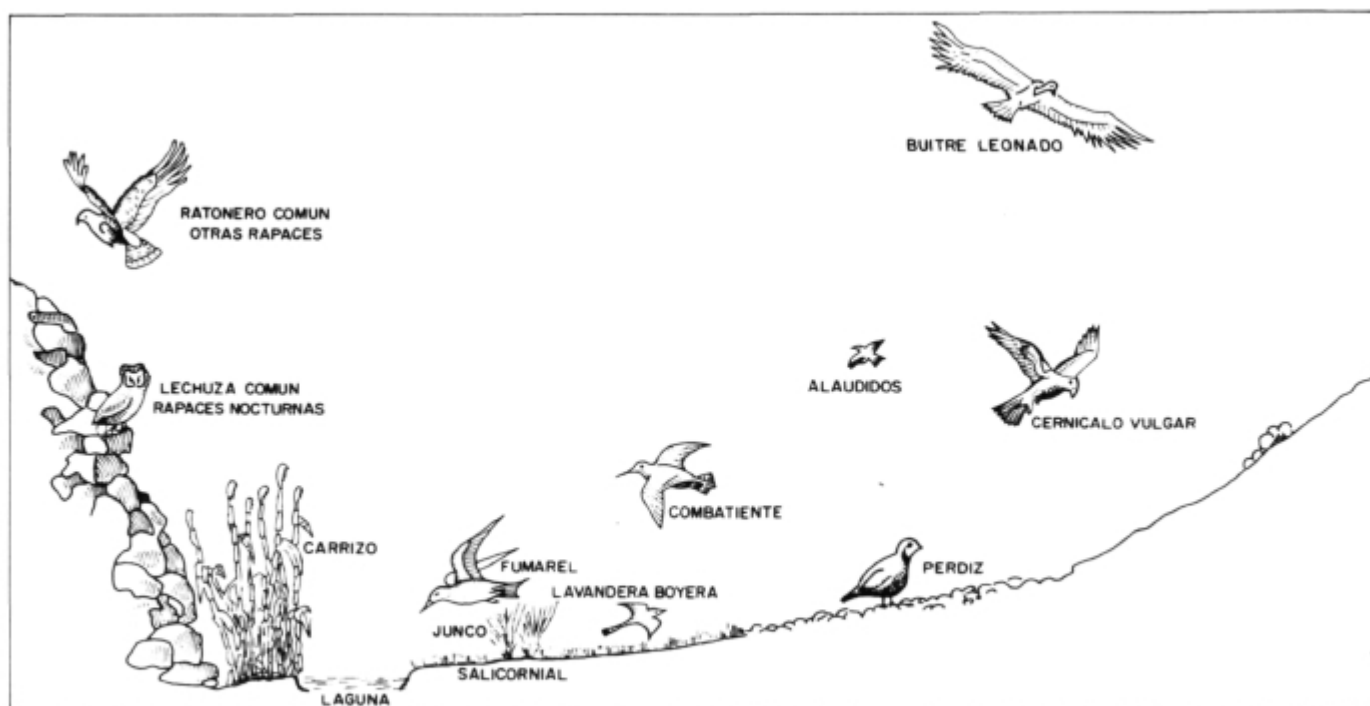 BUITRE LEONADO
RATONERO COMUN
OTRAS RAPACES
ALAUDIDOS
LECHUZA COMUN
RAPACES NOCTURNAS
CERNICALO VULGAR
COMBATIENTE
CARRIZO
FUMAREL
PERDIZ
LAVANDERA BOYERA
JUNCO
SALICORNIAL
LAGUNA